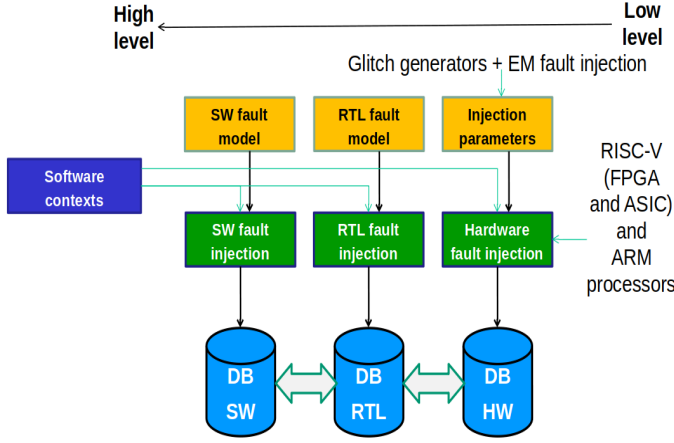 High
level
Low
level
Glitch generators + EM fault injection
SW fault
model
RTL fault
model
Injection
parameters
Software
contexts
RISC-V
(FPGA
and ASIC)
and
ARM
processors
SW fault
injection
RTL fault
injection
Hardware
fault injection
DB
SW
DB
RTL
DB
HW